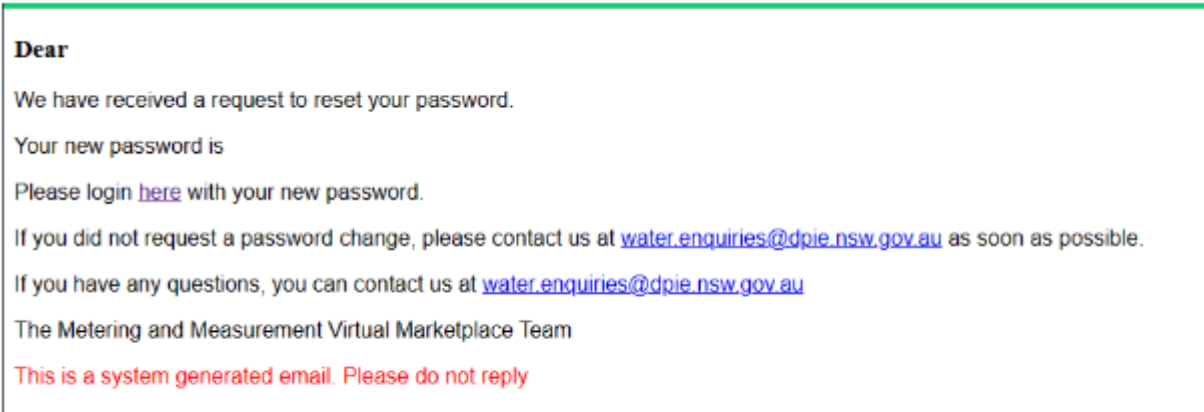 Dear
We have received a request to reset your password.
Your new password is
Please login here with your new password.
If you did not request a password change, please contact us at water.enquiries@dpie.nsw.gov.au as soon as possible.
If you have any questions, you can contact us at water.enquiries@dpie.nsw.gov.au
The Metering and Measurement Virtual Marketplace Team
This is a system generated email. Please do not reply